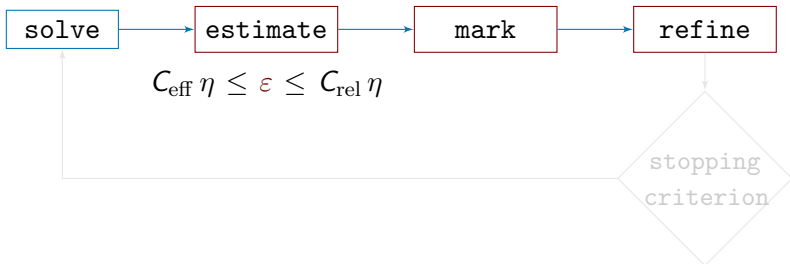 solve estimate mark refine
C_eff η ≤ ε ≤ C_rel η
stopping
criterion